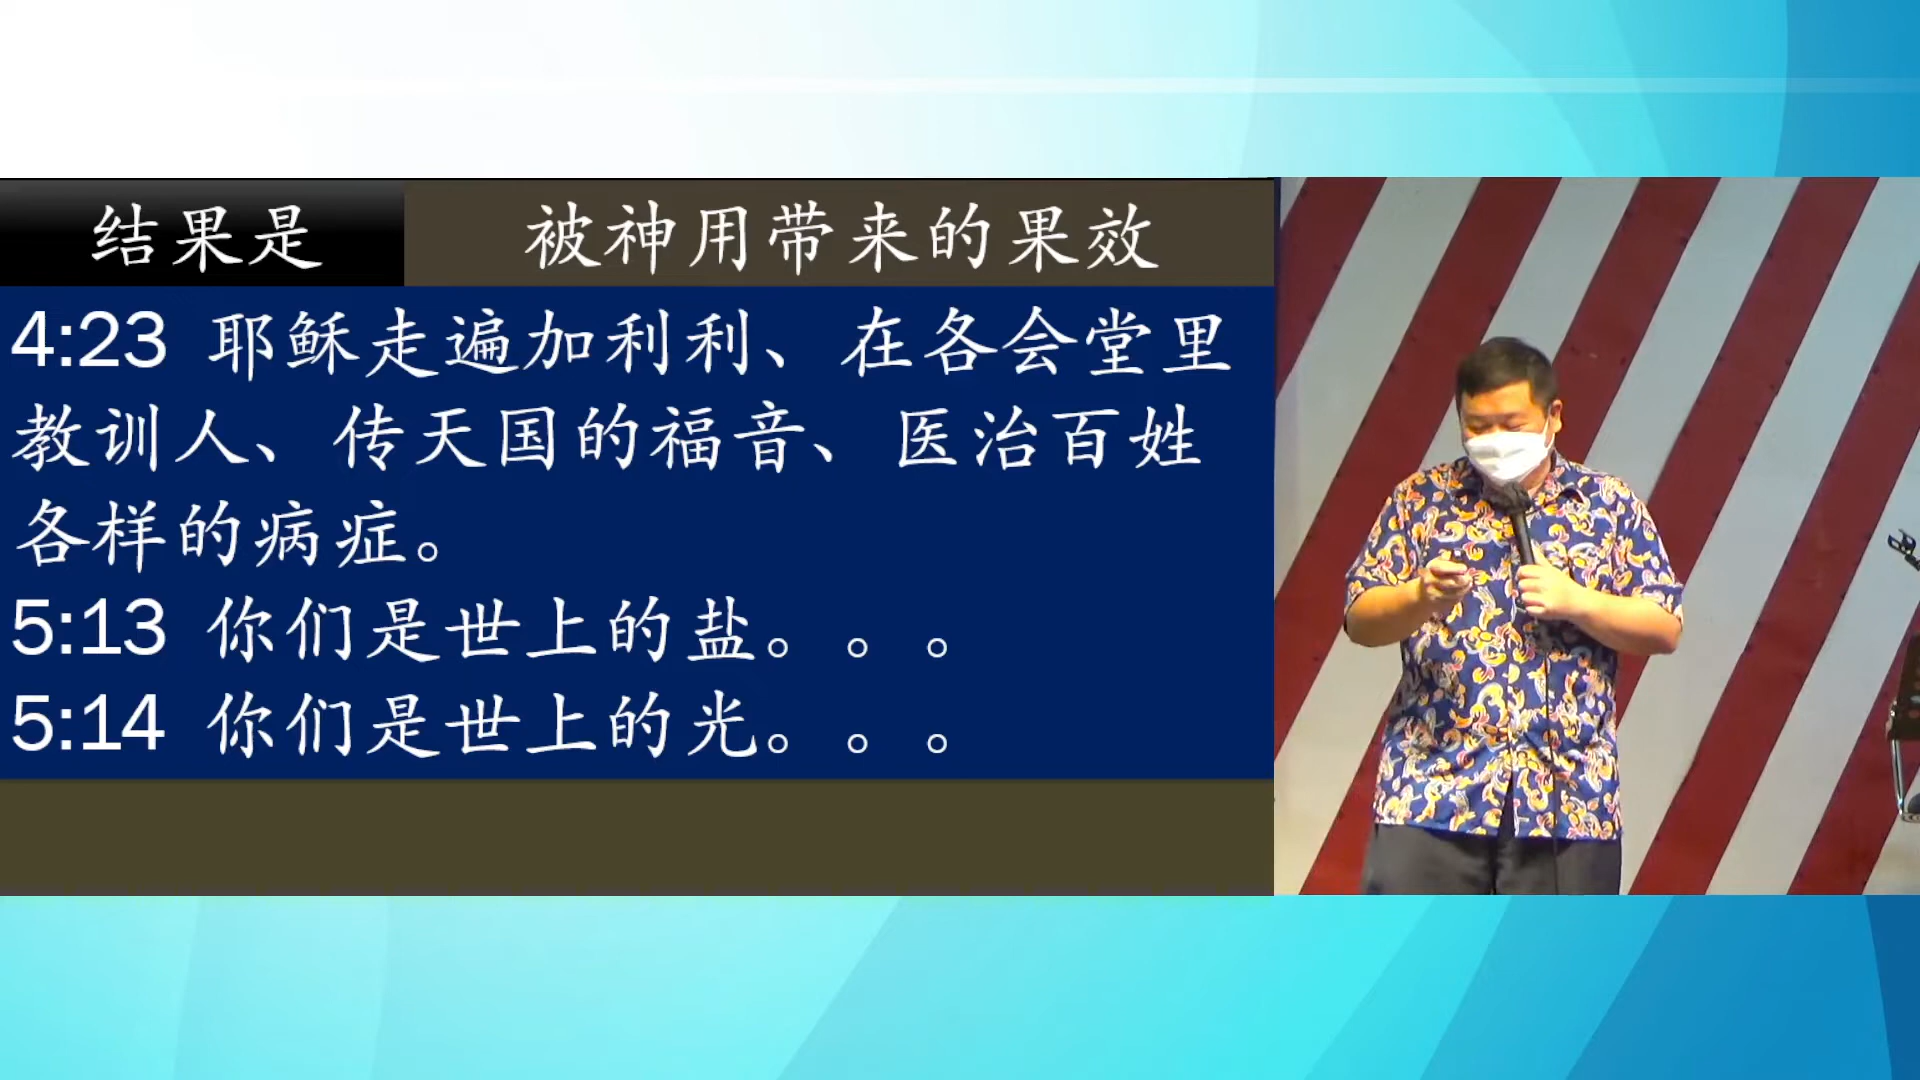 结果是
被神用带来的果效
4:23 耶稣走遍加利利、在各会堂里
教训人、传天国的福音、医治百姓
各样的病症。
5:13 你们是世上的盐。。。
5:14 你们是世上的光。。。